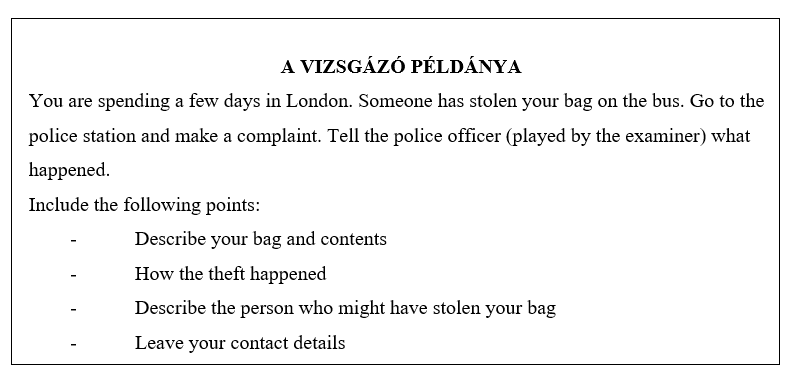 A VIZSGÁZÓ PÉLDÁNYA
You are spending a few days in London. Someone has stolen your bag on the bus. Go to the
police station and make a complaint. Tell the police officer (played by the examiner) what
happened.
Include the following points:
- Describe your bag and contents
- How the theft happened
- Describe the person who might have stolen your bag
- Leave your contact details